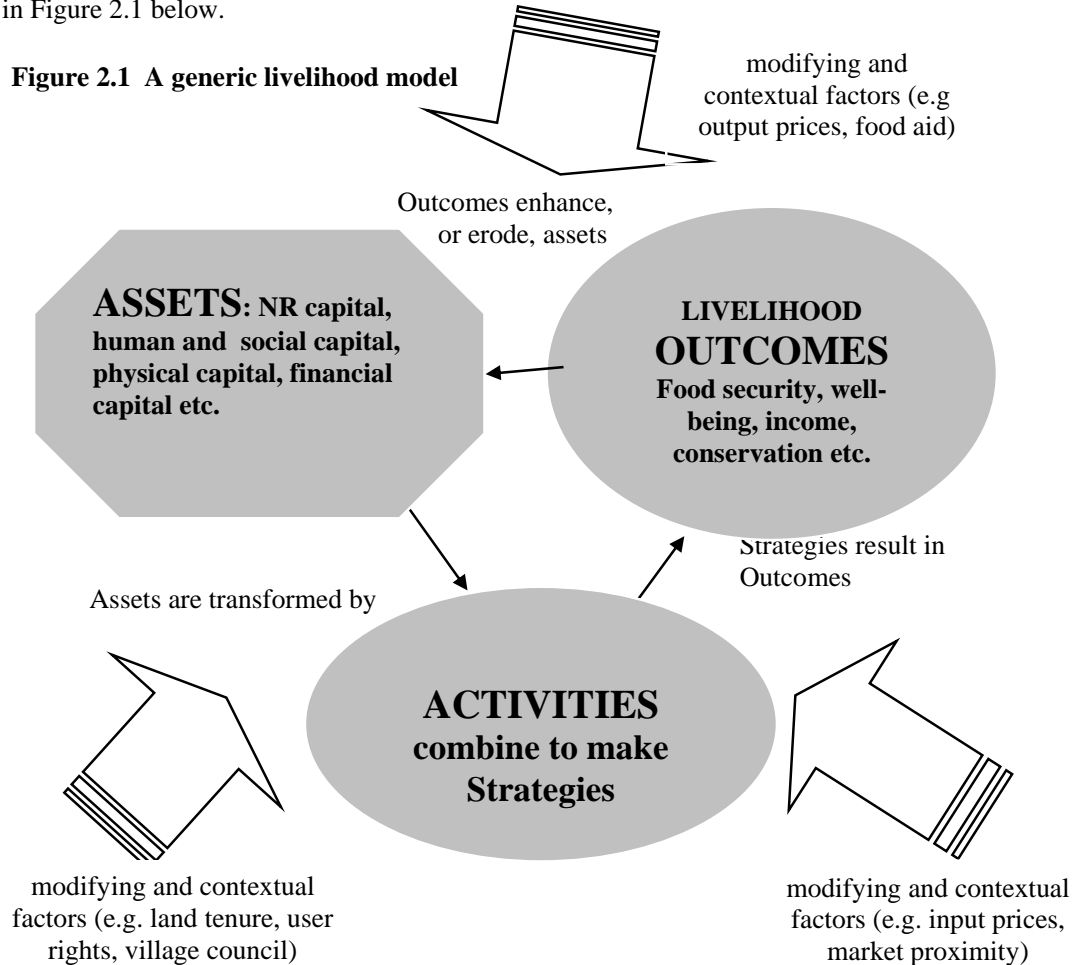 in Figure 2.1 below.
Figure 2.1 A generic livelihood model
modifying and
contextual factors (e.g
output prices, food aid)
Outcomes enhance,
or erode, assets
ASSETS: NR capital,
human and social capital,
physical capital, financial
capital etc.
LIVELIHOOD
OUTCOMES
Food security, well-
being, income,
conservation etc.
Strategies result in
Outcomes
Assets are transformed by
ACTIVITIES
combine to make
Strategies
modifying and contextual
factors (e.g. land tenure, user
rights, village council)
modifying and contextual
factors (e.g. input prices,
market proximity)